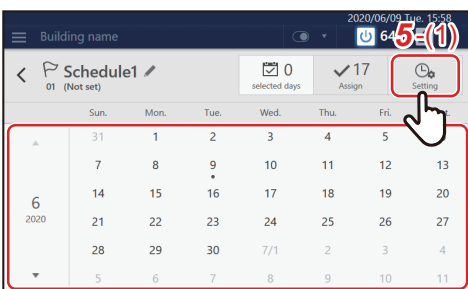 2020/06/09 Tue. 15:58
Building name
64
5-(1)
Schedule1
01 (Not set)
0
selected days
17
Assign
Setting
Sun. Mon. Tue. Wed. Thu. Fri.
31 1 2 3 4 5
7 8 9 10 11 12 13
14 15 16 17 18 19 20
6
2020
21 22 23 24 25 26 27
28 29 30 7/1 2 3 4
5 6 7 8 9 10 11